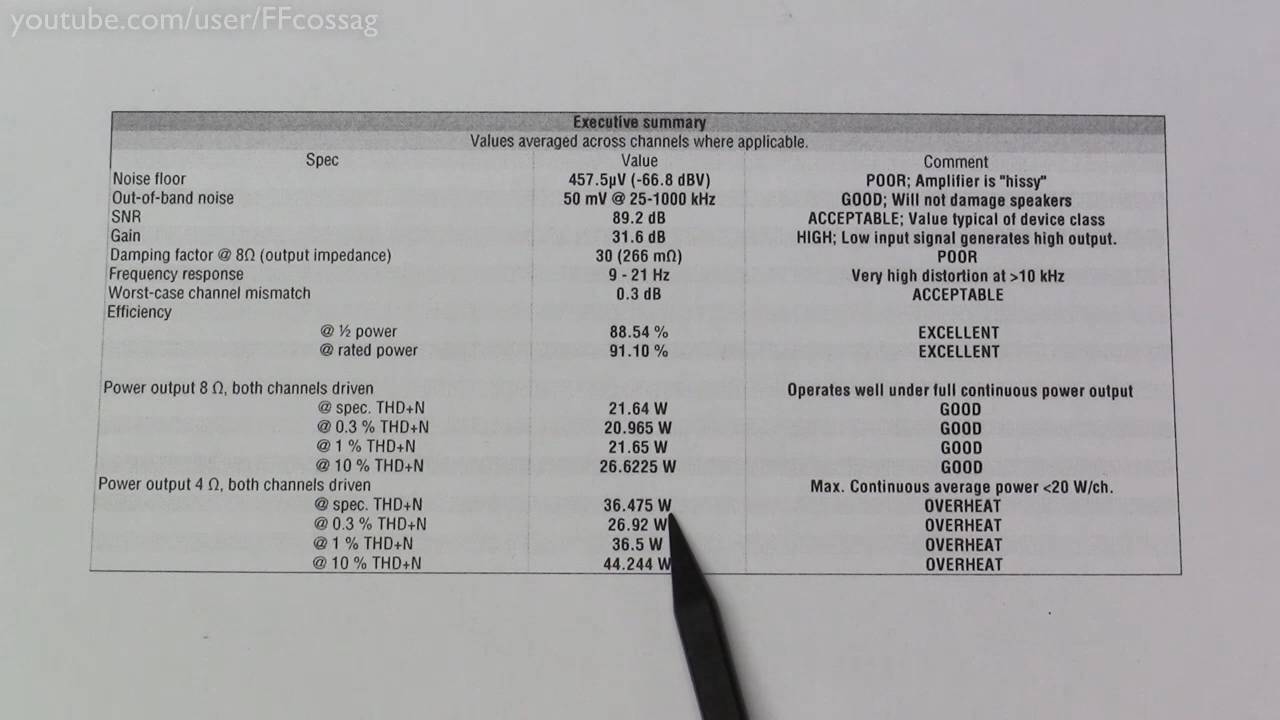 youtube.com/user/FFcossag
Executive summary
Values averaged across channels where applicable.
Spec Value Comment
Noise floor 457.5µV (-66.8 dBV) POOR; Amplifier is "hissy"
Out-of-band noise 50 mV @ 25-1000 kHz GOOD; Will not damage speakers
SNR 89.2 dB ACCEPTABLE; Value typical of device class
Gain 31.6 dB HIGH; Low input signal generates high output.
Damping factor @ 8Ω (output impedance) 30 (266 mΩ) POOR
Frequency response 9 - 21 Hz Very high distortion at >10 kHz
Worst-case channel mismatch 0.3 dB ACCEPTABLE
Efficiency
@ ½ power 88.54 % EXCELLENT
@ rated power 91.10 % EXCELLENT
Power output 8 Ω, both channels driven Operates well under full continuous power output
@ spec. THD+N 21.64 W GOOD
@ 0.3 % THD+N 20.965 W GOOD
@ 1 % THD+N 21.65 W GOOD
@ 10 % THD+N 26.6225 W GOOD
Power output 4 Ω, both channels driven Max. Continuous average power <20 W/ch.
@ spec. THD+N 36.475 W OVERHEAT
@ 0.3 % THD+N 26.92 W OVERHEAT
@ 1 % THD+N 36.5 W OVERHEAT
@ 10 % THD+N 44.244 W OVERHEAT